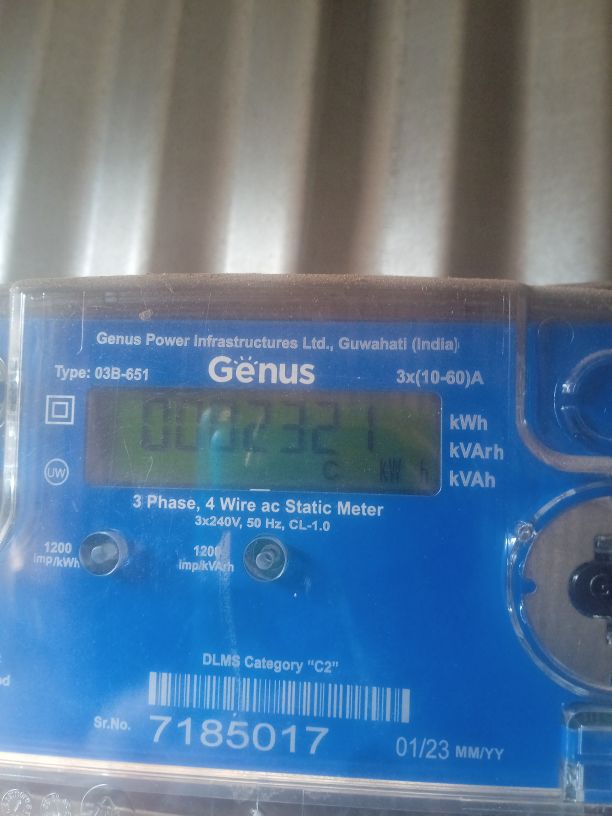 Genus Power Infrastructures Ltd., Guwahati (India)
Type: 03B-651
Genus
3x(10-60)A
kWh
kVArh
kVAh
C kW h
UW
3 Phase, 4 Wire ac Static Meter
3x240V, 50 Hz, CL-1.0
1200
imp/kWh
1200
imp/kVArh
DLMS Category "C2"
Sr.No. 7185017
01/23 MM/YY